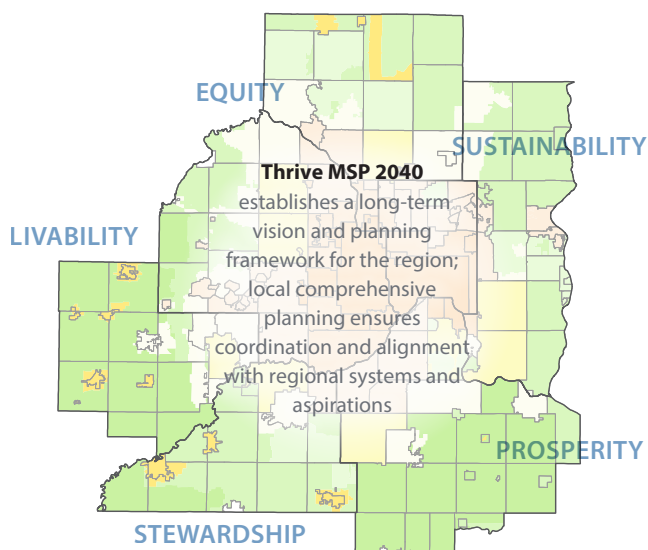 EQUITY
SUSTAINABILITY
Thrive MSP 2040
establishes a long-term
vision and planning
framework for the region;
local comprehensive
planning ensures
coordination and alignment
with regional systems and
aspirations
LIVABILITY
PROSPERITY
STEWARDSHIP